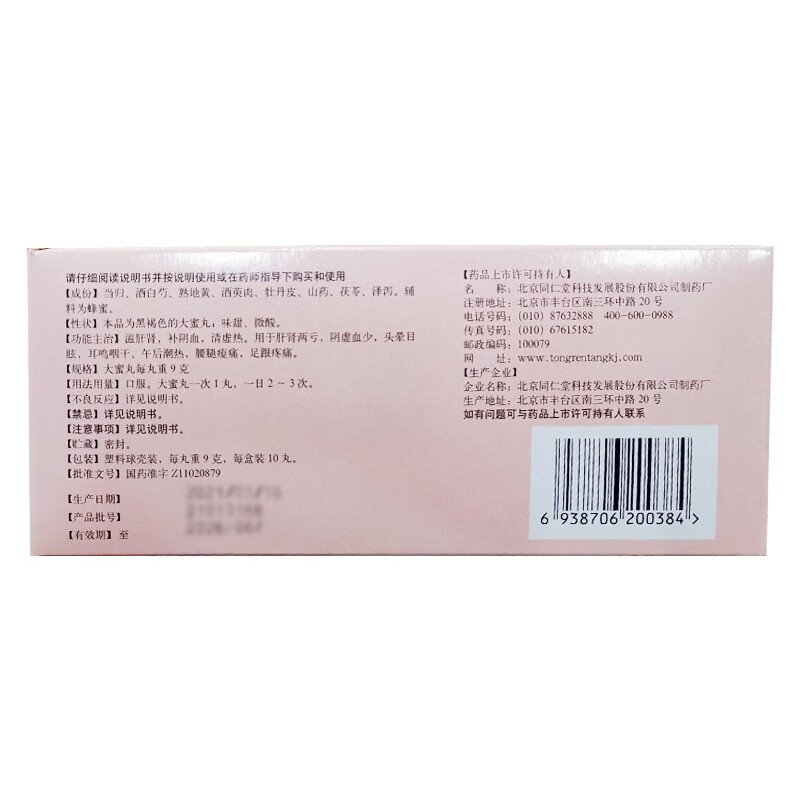 请仔细阅读说明书并按说明使用或在药师指导下购买和使用
【成份】当归、酒白芍、熟地黄、酒萸肉、牡丹皮、山药、茯苓、泽泻。辅
料为蜂蜜。
【性状】本品为黑褐色的大蜜丸，味甜、微酸。
【功能主治】滋肝肾，补阴血，清虚热。用于肝肾两亏，阴虚血少，头晕目
眩，耳鸣咽干，午后潮热，腰腿痠痛，足跟疼痛。
【规格】大蜜丸每丸重9克
【用法用量】口服。大蜜丸一次1丸，一日2~3次。
【不良反应】详见说明书。
【禁忌】详见说明书。
【注意事项】详见说明书。
【贮藏】密封。
【包装】塑料球壳装，每丸重9克，每盒装10丸。
【批准文号】国药准字Z11020879
【生产日期】
【产品批号】
【有效期】至
【药品上市许可持有人】
名 称：北京同仁堂科技发展股份有限公司制药厂
注册地址：北京市丰台区南三环中路20号
电话号码：(010) 87632888 400-600-0988
传真号码：(010) 67615182
邮政编码：100079
网 址：www.tongrentangkj.com
【生产企业】
企业名称：北京同仁堂科技发展股份有限公司制药厂
生产地址：北京市丰台区南三环中路20号
如有问题可与药品上市许可持有人联系
6 938706 200384 >